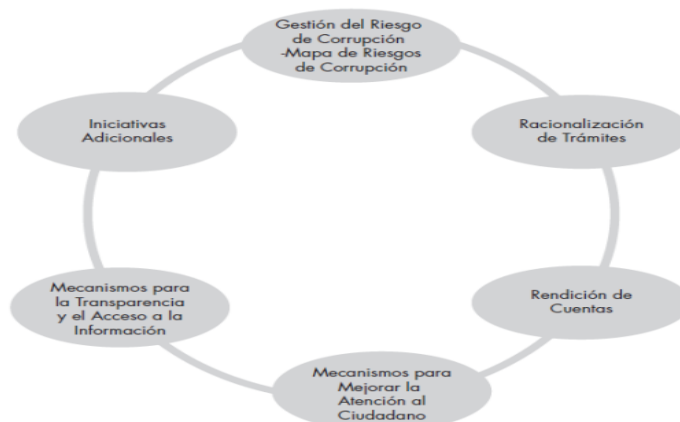 Gestión del Riesgo
de Corrupción
-Mapa de Riesgos
de Corrupción
Racionalización
de Trámites
Rendición de
Cuentas
Mecanismos para
Mejorar la
Atención al
Ciudadano
Mecanismos para
la Transparencia
y el Acceso a la
Información
Iniciativas
Adicionales